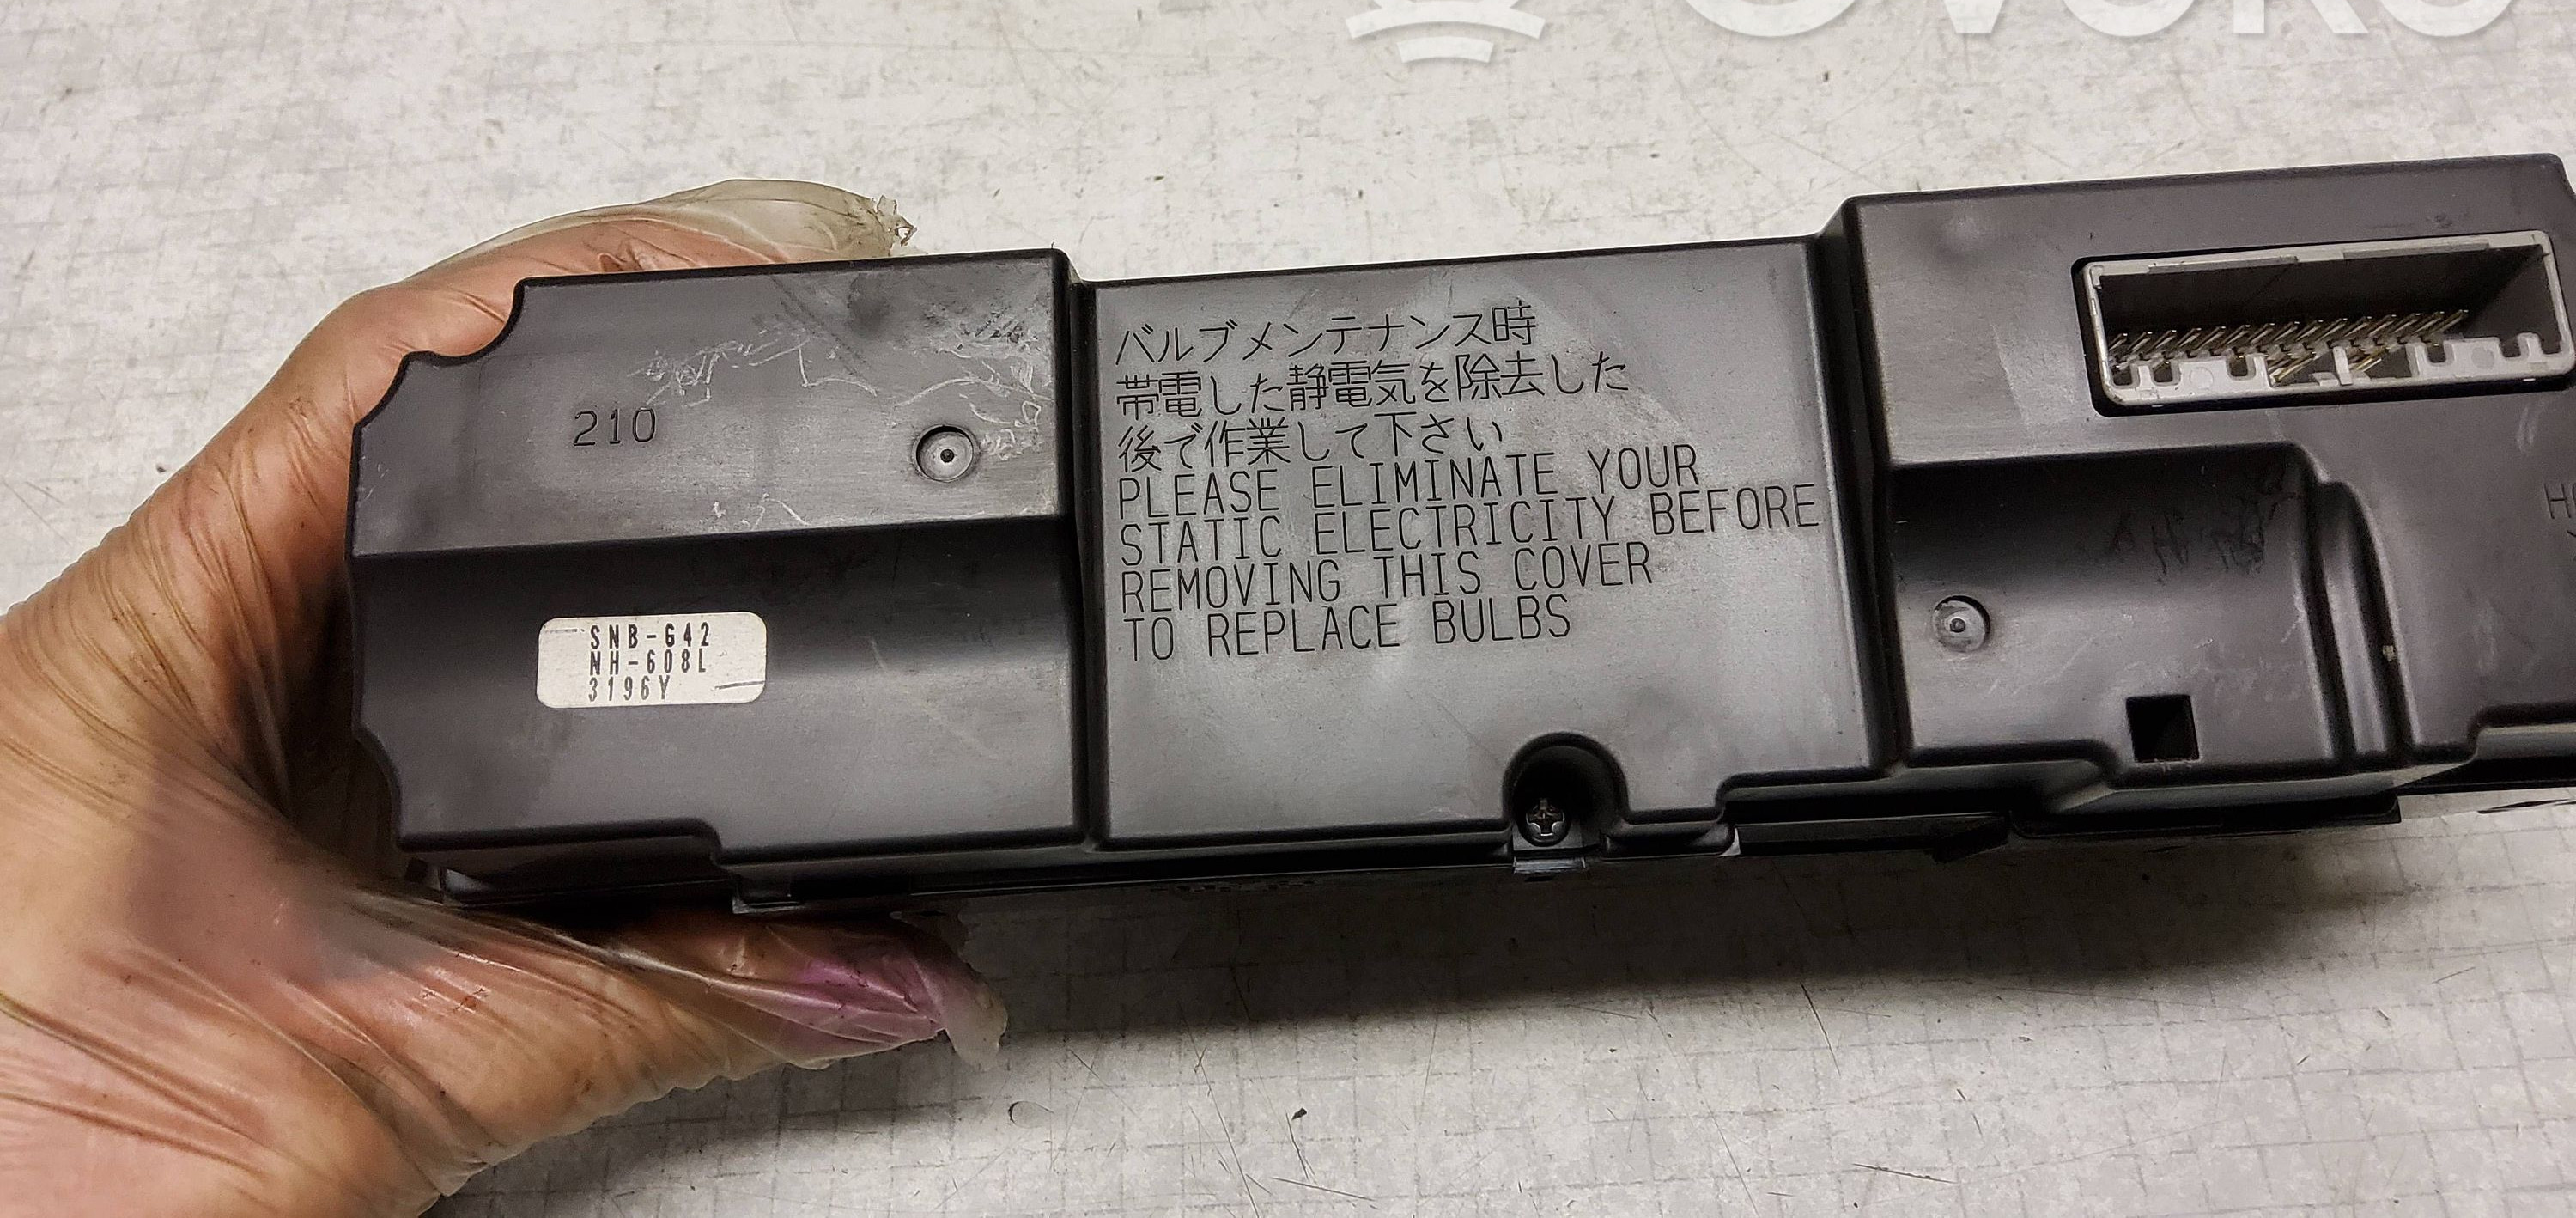 210
SNB-G42
NH-608L
3196Y
バルブメンテナンス時
帯電した静電気を除去した
後で作業して下さい
PLEASE ELIMINATE YOUR
STATIC ELECTRICITY BEFORE
REMOVING THIS COVER
TO REPLACE BULBS